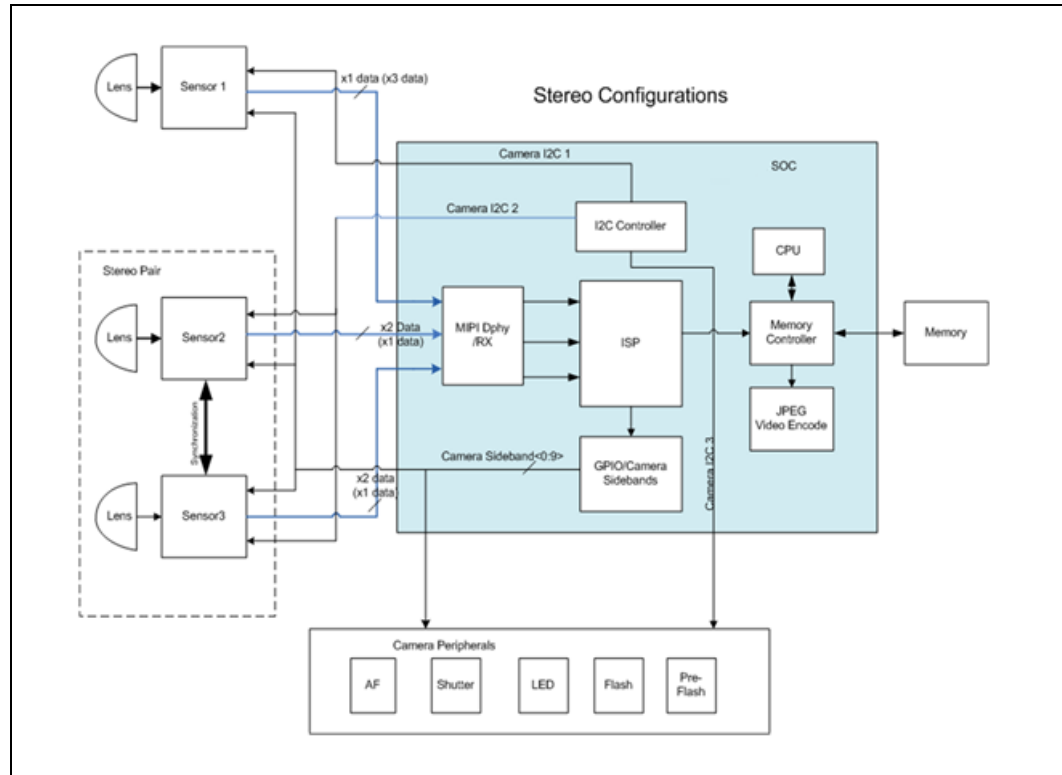 Stereo Configurations
Lens
Sensor 1
x1 data (x3 data)
SOC
Camera I2C 1
Camera I2C 2
I2C Controller
CPU
Stereo Pair
Lens
Sensor2
x2 Data
(x1 data)
MIPI Dphy
/RX
ISP
Memory
Controller
Memory
JPEG
Video Encode
Synchronization
Camera Sideband<0:9>
GPIO/Camera
Sidebands
Camera I2C 3
x2 data
(x1 data)
Lens
Sensor3
Camera Peripherals
AF
Shutter
LED
Flash
Pre-
Flash